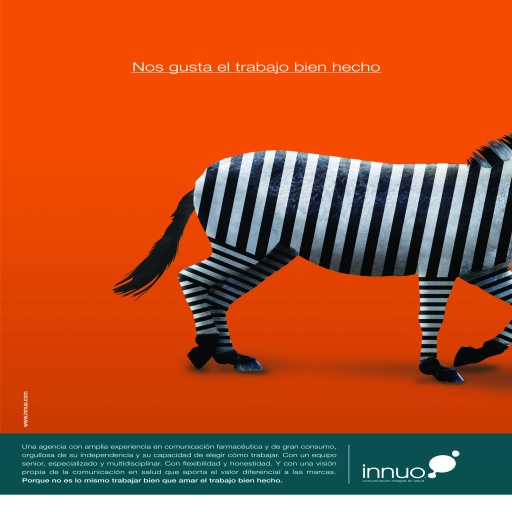 Nos gusta el trabajo bien hecho
www.innuo.com
Una agencia con amplia experiencia en comunicación farmacéutica y de gran consumo,
orgullosa de su independencia y su capacidad de elegir cómo trabajar. Con un equipo
senior, especializado y multidisciplinar. Con flexibilidad y honestidad. Y con una visión
propia de la comunicación en salud que aporta el valor diferencial a las marcas.
Porque no es lo mismo trabajar bien que amar el trabajo bien hecho.
innuo
comunicación integral en salud